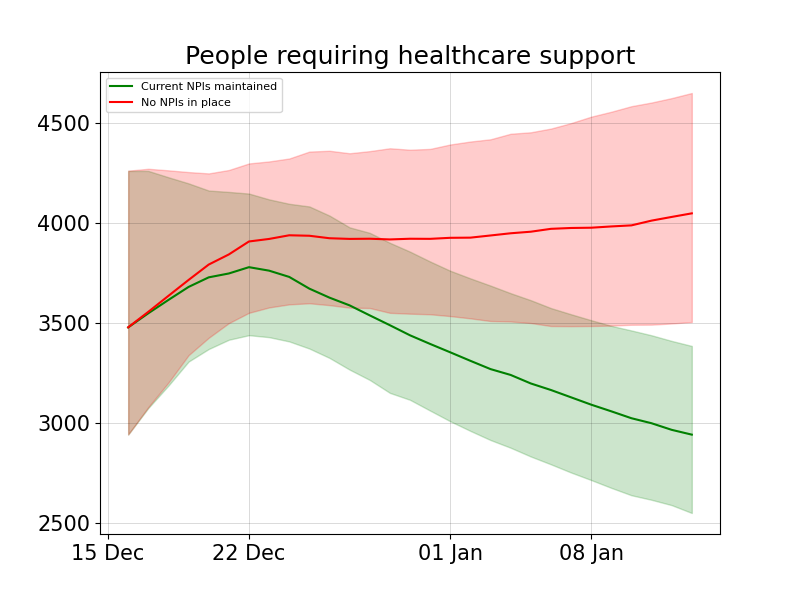 People requiring healthcare support
Current NPIs maintained
No NPIs in place
4500
4000
3500
3000
2500
15 Dec
22 Dec
01 Jan
08 Jan